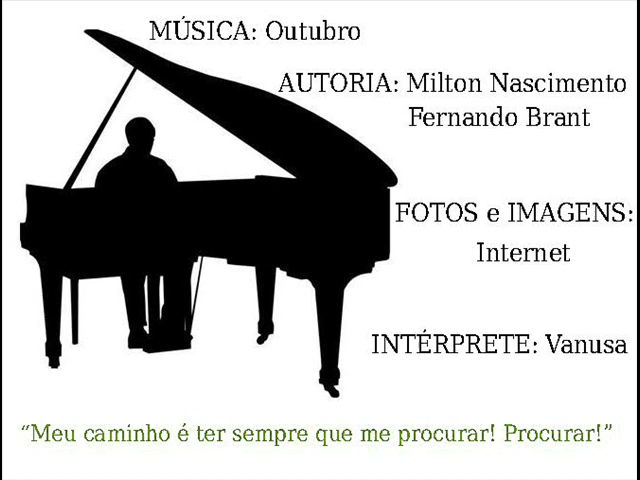 MÚSICA: Outubro
AUTORIA: Milton Nascimento
Fernando Brant
FOTOS e IMAGENS:
Internet
INTÉRPRETE: Vanusa
“Meu caminho é ter sempre que me procurar! Procurar!”